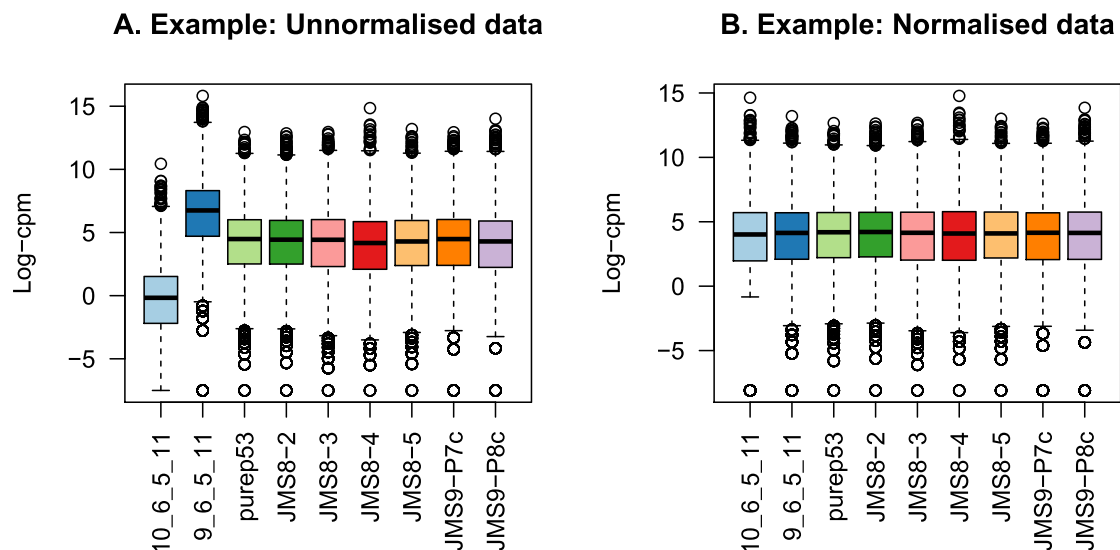 A. Example: Unnormalised data
Log−cpm
15
10
5
0
−5
10_6_5_11
9_6_5_11
purep53
JMS8−2
JMS8−3
JMS8−4
JMS8−5
JMS9−P7c
JMS9−P8c
B. Example: Normalised data
Log−cpm
15
10
5
0
−5
10_6_5_11
9_6_5_11
purep53
JMS8−2
JMS8−3
JMS8−4
JMS8−5
JMS9−P7c
JMS9−P8c